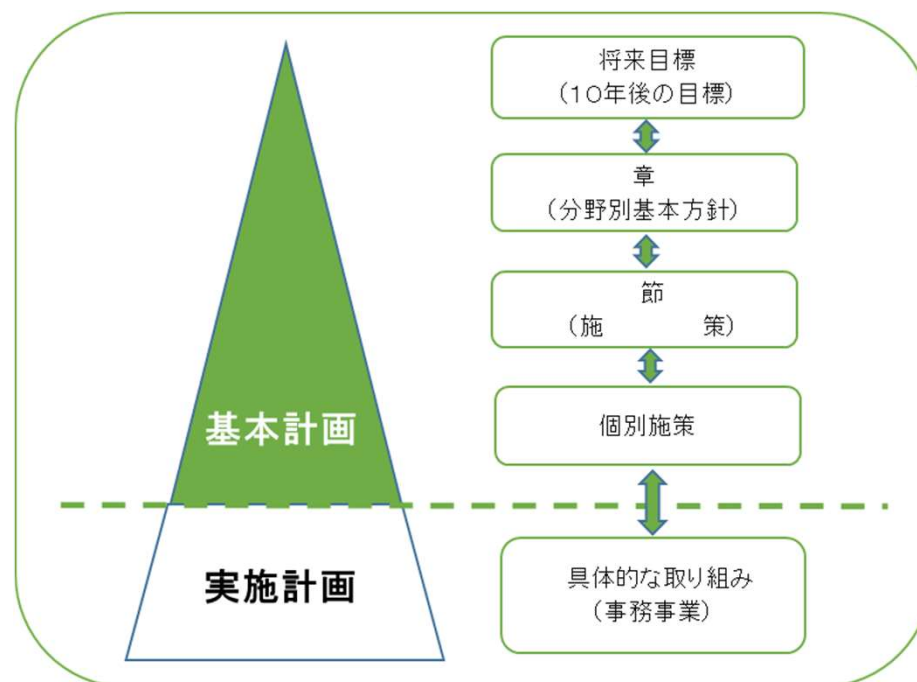 将来目標
(10年後の目標)
章
(分野別基本方針)
節
(施　　　策)
基本計画
個別施策
実施計画
具体的な取り組み
(事務事業)